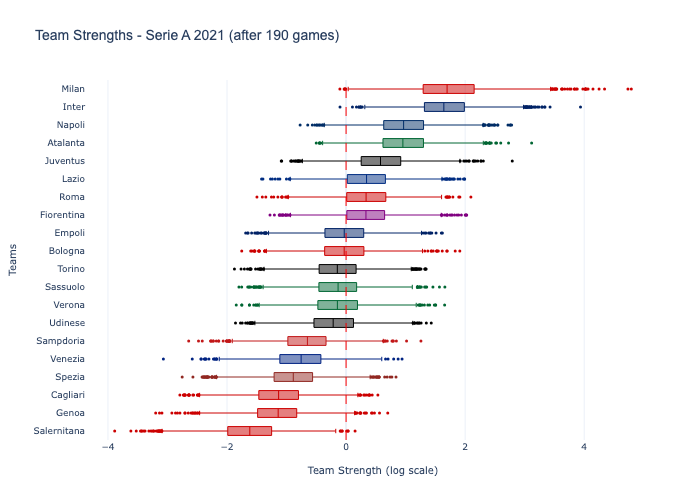 Team Strengths - Serie A 2021 (after 190 games)
Milan
Inter
Napoli
Atalanta
Juventus
Lazio
Roma
Fiorentina
Empoli
Bologna
Torino
Sassuolo
Verona
Udinese
Sampdoria
Venezia
Spezia
Cagliari
Genoa
Salernitana
Teams
−4 −2 0 2 4
Team Strength (log scale)